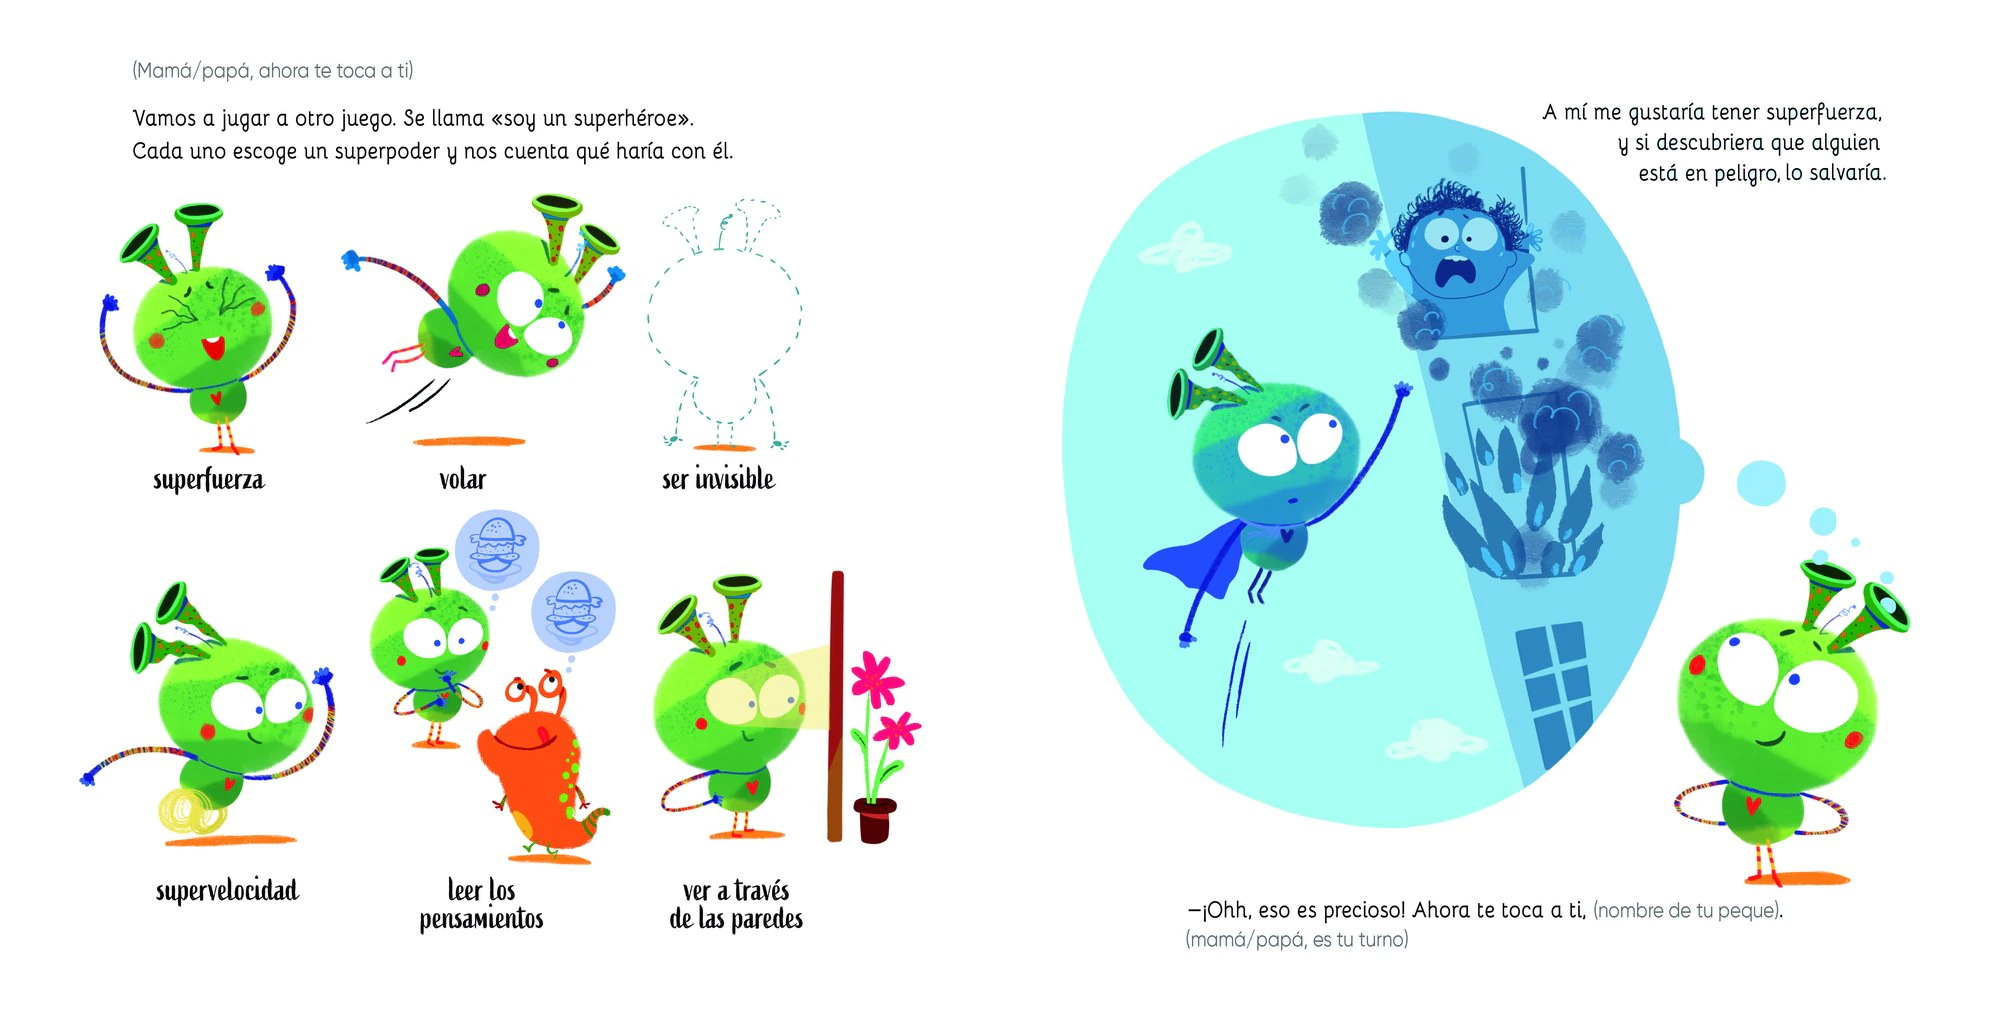 (Mamá/papá, ahora te toca a ti)
Vamos a jugar a otro juego. Se llama «soy un superhéroe».
Cada uno escoge un superpoder y nos cuenta qué haría con él.
superfuerza
volar
ser invisible
supervelocidad
leer los
pensamientos
ver a través
de las paredes
A mí me gustaría tener superfuerza,
y si descubriera que alguien
está en peligro, lo salvaría.
–¡Ohh, eso es precioso! Ahora te toca a ti, (nombre de tu peque).
(mamá/papá, es tu turno)